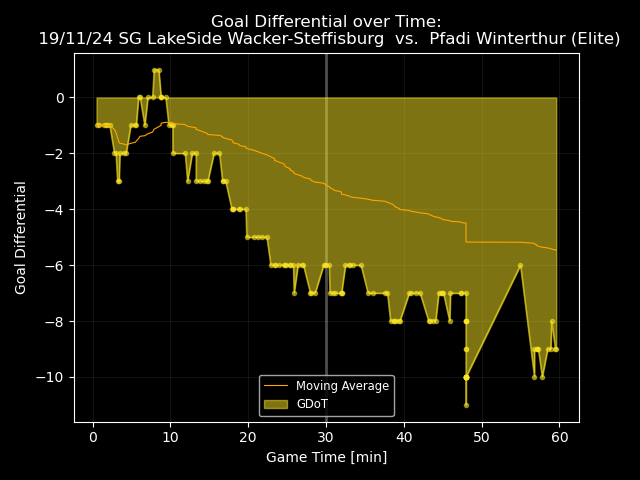 Goal Differential over Time:
19/11/24 SG LakeSide Wacker-Steffisburg  vs.  Pfadi Winterthur (Elite)
Goal Differential
0
−2
−4
−6
−8
−10
Moving Average
GDoT
0 10 20 30 40 50 60
Game Time [min]